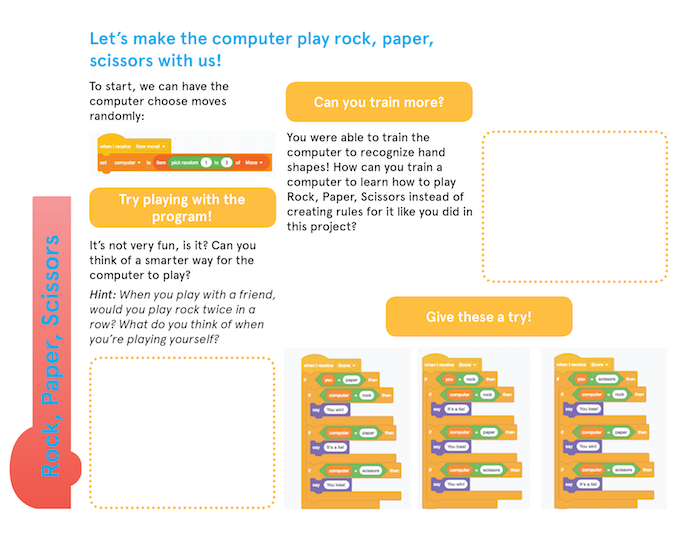 Let's make the computer play rock, paper,
scissors with us!
To start, we can have the
computer choose moves
randomly:
when I receive New move!
set computer to item pick random 1 to 3 of Move
Try playing with the
program!
It's not very fun, is it? Can you
think of a smarter way for the
computer to play?
Hint: When you play with a friend,
would you play rock twice in a
row? What do you think of when
you're playing yourself?
Can you train more?
You were able to train the
computer to recognize hand
shapes! How can you train a
computer to learn how to play
Rock, Paper, Scissors instead of
creating rules for it like you did in
this project?
Give these a try!
when I receive Score
if you = paper then
if computer = rock then
say You win!
if computer = paper then
say It's a tie!
if computer = scissors then
say You lose!
when I receive Score
if you = rock then
if computer = rock then
say It's a tie!
if computer = paper then
say
if computer = scissors then
say You win!
when I receive Score
if you = scissors then
if computer = rock then
say You lose!
if computer = paper then
say You win!
if computer = scissors then
say It's a tie!
Rock, Paper, Scissors